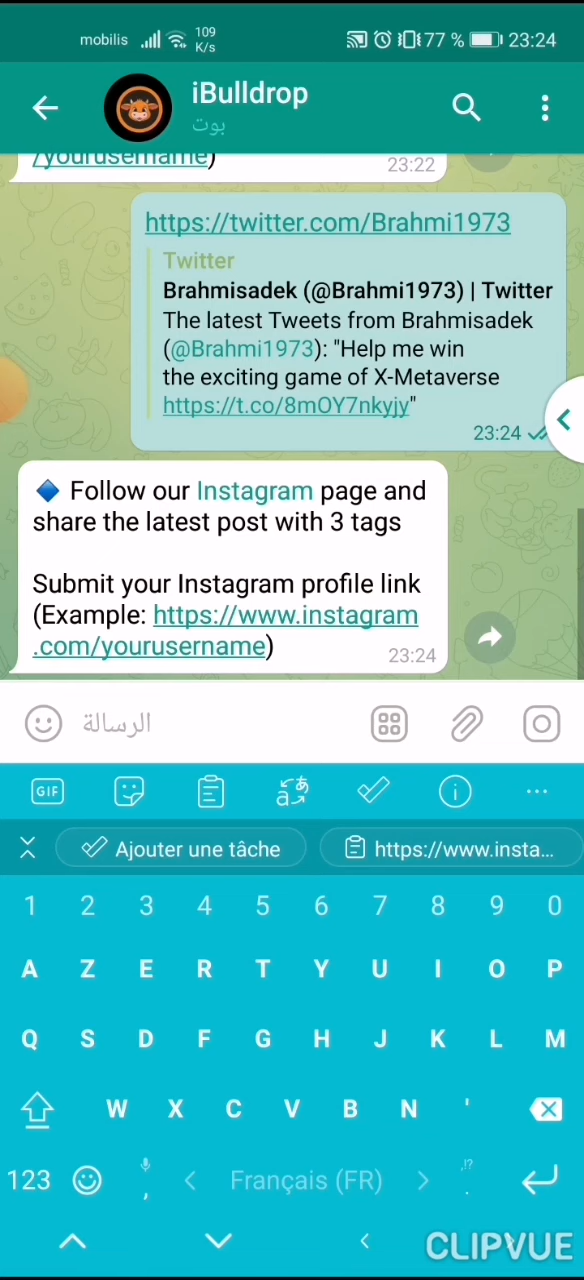 mobilis 109 K/s 77 % 23:24
iBulldrop
بوت
/yourusername)
23:22
https://twitter.com/Brahmi1973
Twitter
Brahmisadek (@Brahmi1973) | Twitter
The latest Tweets from Brahmisadek
(@Brahmi1973): "Help me win
the exciting game of X-Metaverse
https://t.co/8mOY7nkyjy"
23:24
Follow our Instagram page and
share the latest post with 3 tags
Submit your Instagram profile link
(Example: https://www.instagram
.com/yourusername)
23:24
الرسالة
GIF
Ajouter une tâche https://www.insta...
1 2 3 4 5 6 7 8 9 0
A Z E R T Y U I O P
Q S D F G H J K L M
W X C V B N '
123 , Français (FR) .!?
CLIPVUE